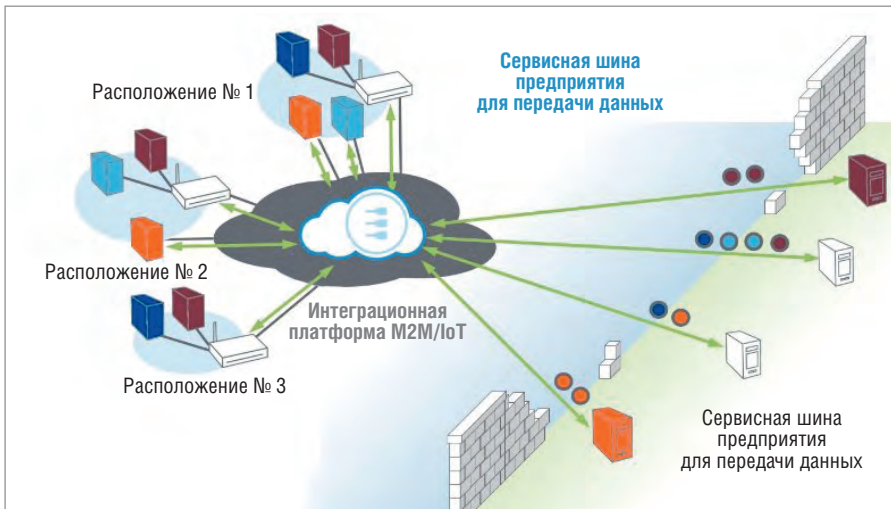 Сервисная шина
предприятия
для передачи данных
Расположение № 1
Расположение № 2
Интеграционная
платформа M2M/IoT
Расположение № 3
Сервисная шина
предприятия
для передачи данных